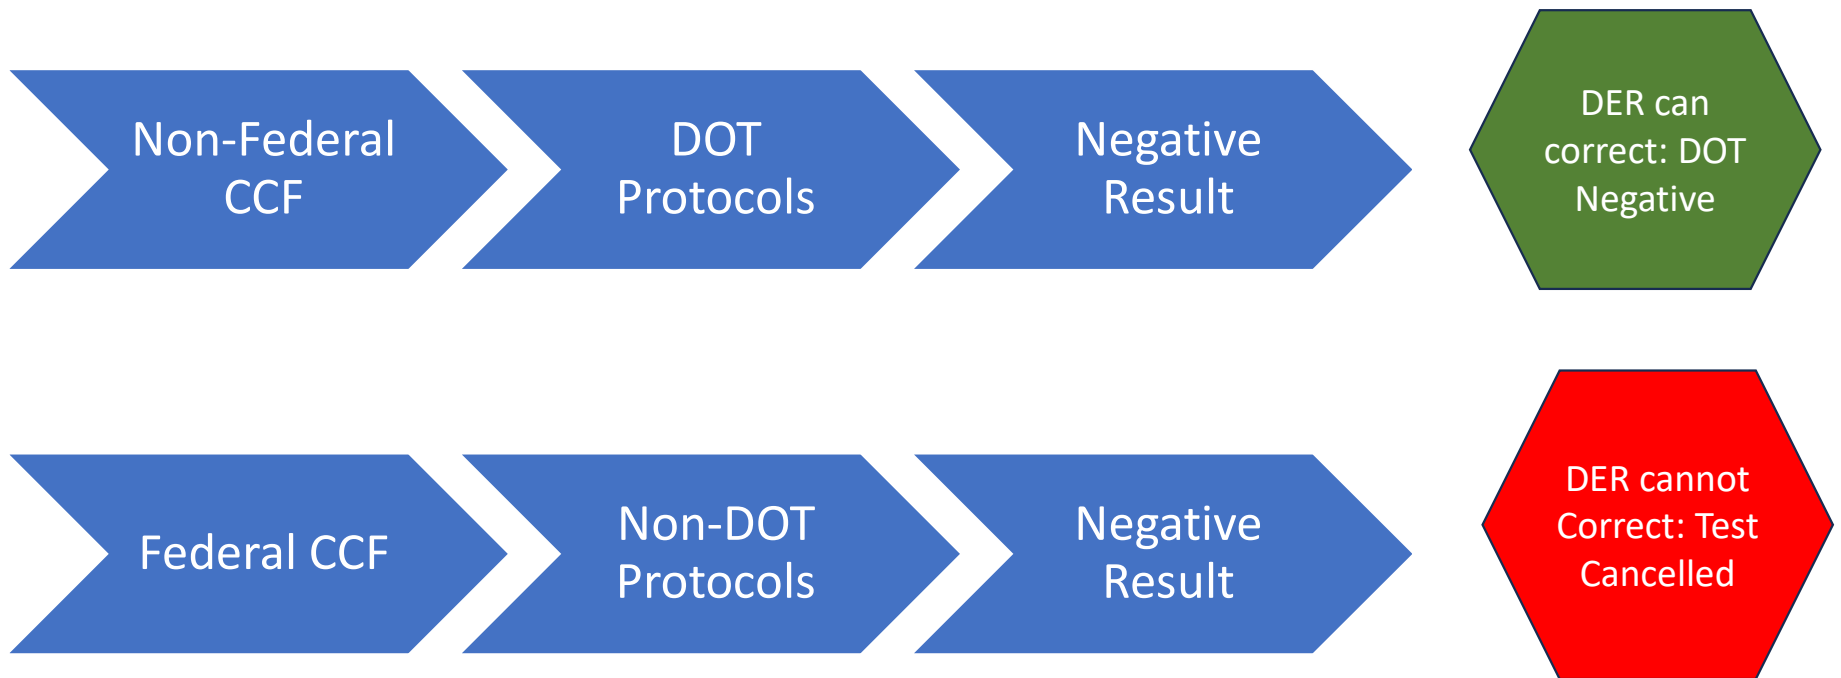 Non-Federal
CCF
DOT
Protocols
Negative
Result
DER can
correct: DOT
Negative
Federal CCF
Non-DOT
Protocols
Negative
Result
DER cannot
Correct: Test
Cancelled